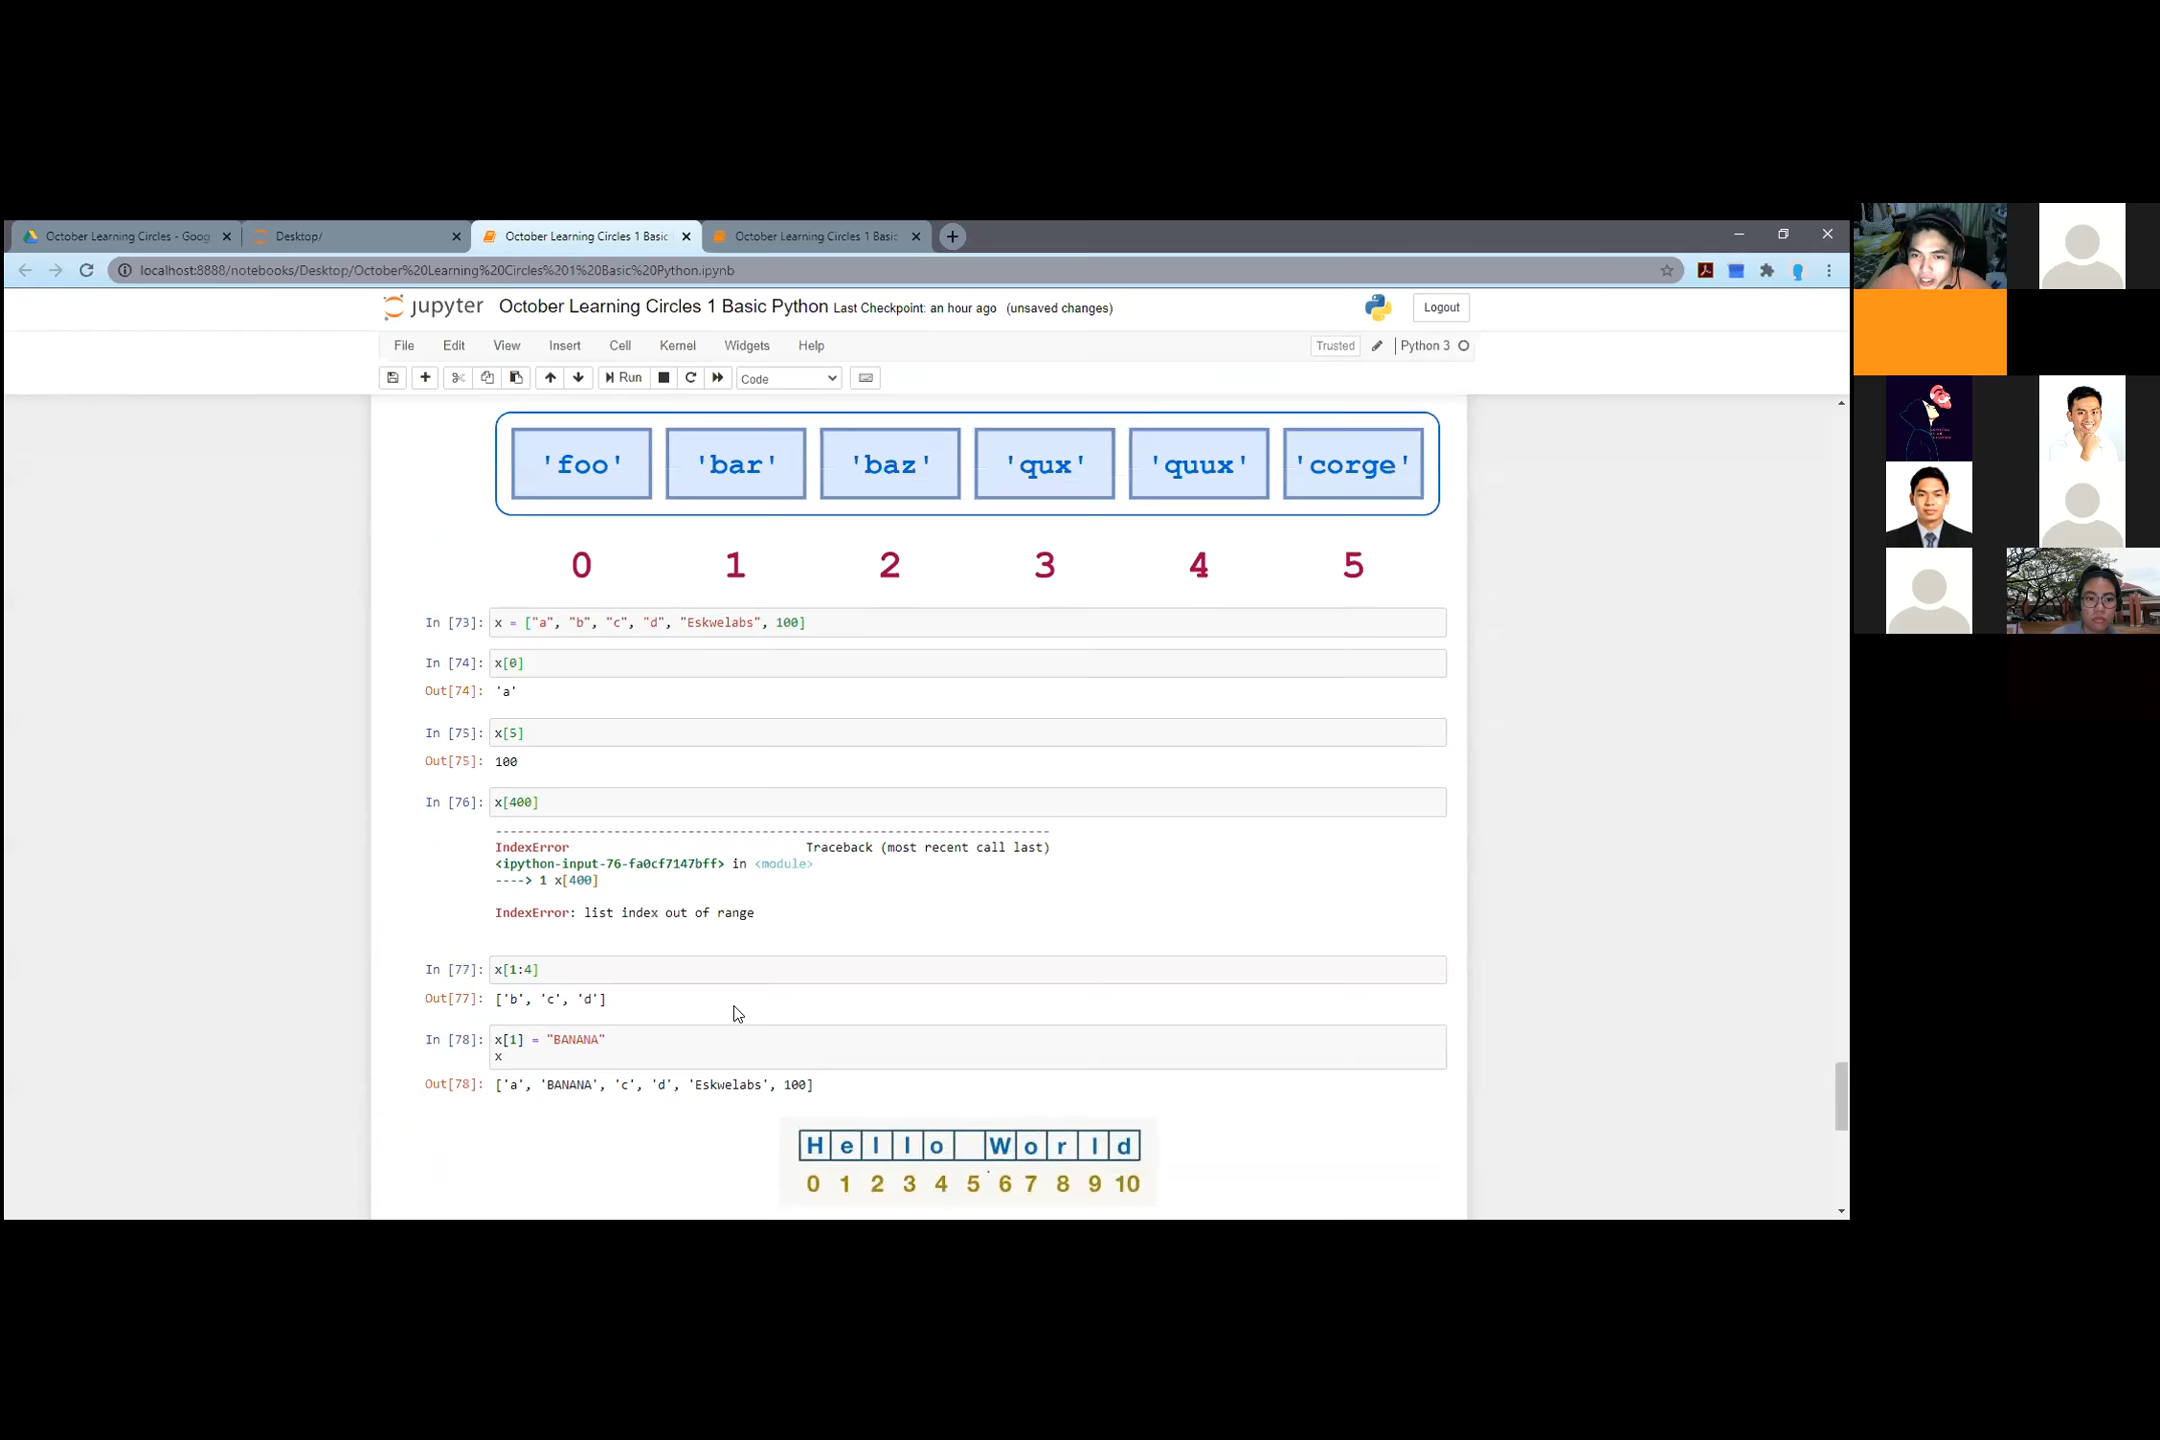 October Learning Circles - Goog
Desktop/
October Learning Circles 1 Basic
October Learning Circles 1 Basic
localhost:8888/notebooks/Desktop/October%20Learning%20Circles%201%20Basic%20Python.ipynb
jupyter October Learning Circles 1 Basic Python Last Checkpoint: an hour ago (unsaved changes)
Logout
File Edit View Insert Cell Kernel Widgets Help
Trusted Python 3
Run Code
'foo' 'bar' 'baz' 'qux' 'quux' 'corge'
0 1 2 3 4 5
In [73]: x = ["a", "b", "c", "d", "Eskwelabs", 100]
In [74]: x[0]
Out[74]: 'a'
In [75]: x[5]
Out[75]: 100
In [76]: x[400]
---------------------------------------------------------------------------
IndexError Traceback (most recent call last)
<ipython-input-76-fa0cf7147bff> in <module>
----> 1 x[400]
IndexError: list index out of range
In [77]: x[1:4]
Out[77]: ['b', 'c', 'd']
In [78]: x[1] = "BANANA"
x
Out[78]: ['a', 'BANANA', 'c', 'd', 'Eskwelabs', 100]
H e l l o W o r l d
0 1 2 3 4 5 6 7 8 9 10